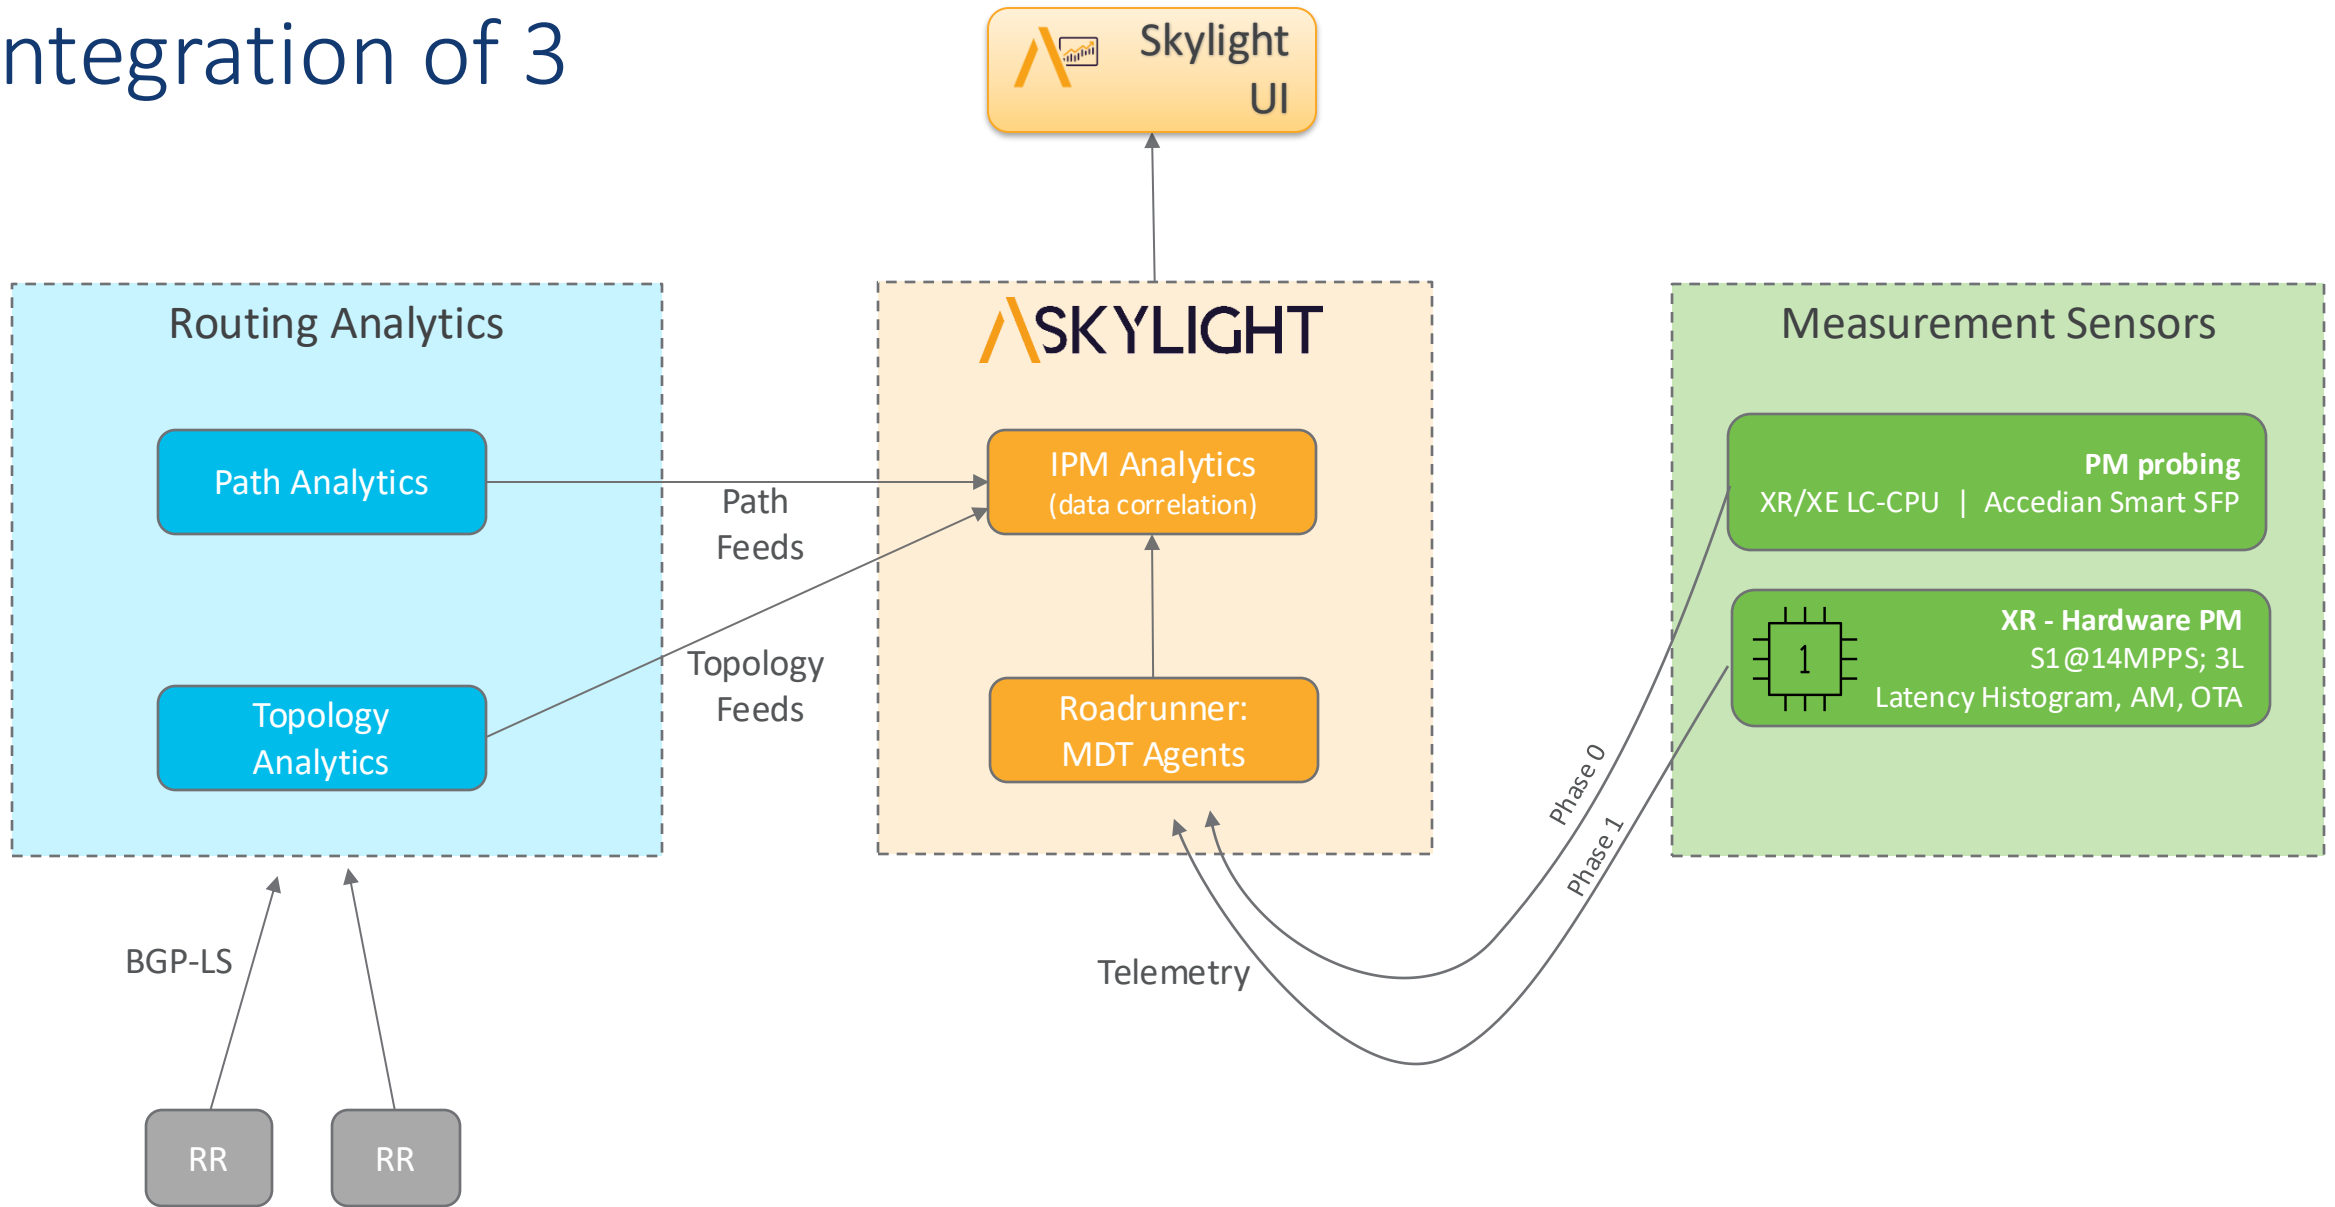 ntegration of 3
Skylight
UI
Routing Analytics
Path Analytics
Topology
Analytics
BGP-LS
RR
RR
Path
Feeds
Topology
Feeds
SKYLIGHT
IPM Analytics
(data correlation)
Roadrunner:
MDT Agents
Telemetry
Phase 0
Phase 1
Measurement Sensors
PM probing
XR/XE LC-CPU | Accedian Smart SFP
1
XR - Hardware PM
S1@14MPPS; 3L
Latency Histogram, AM, OTA